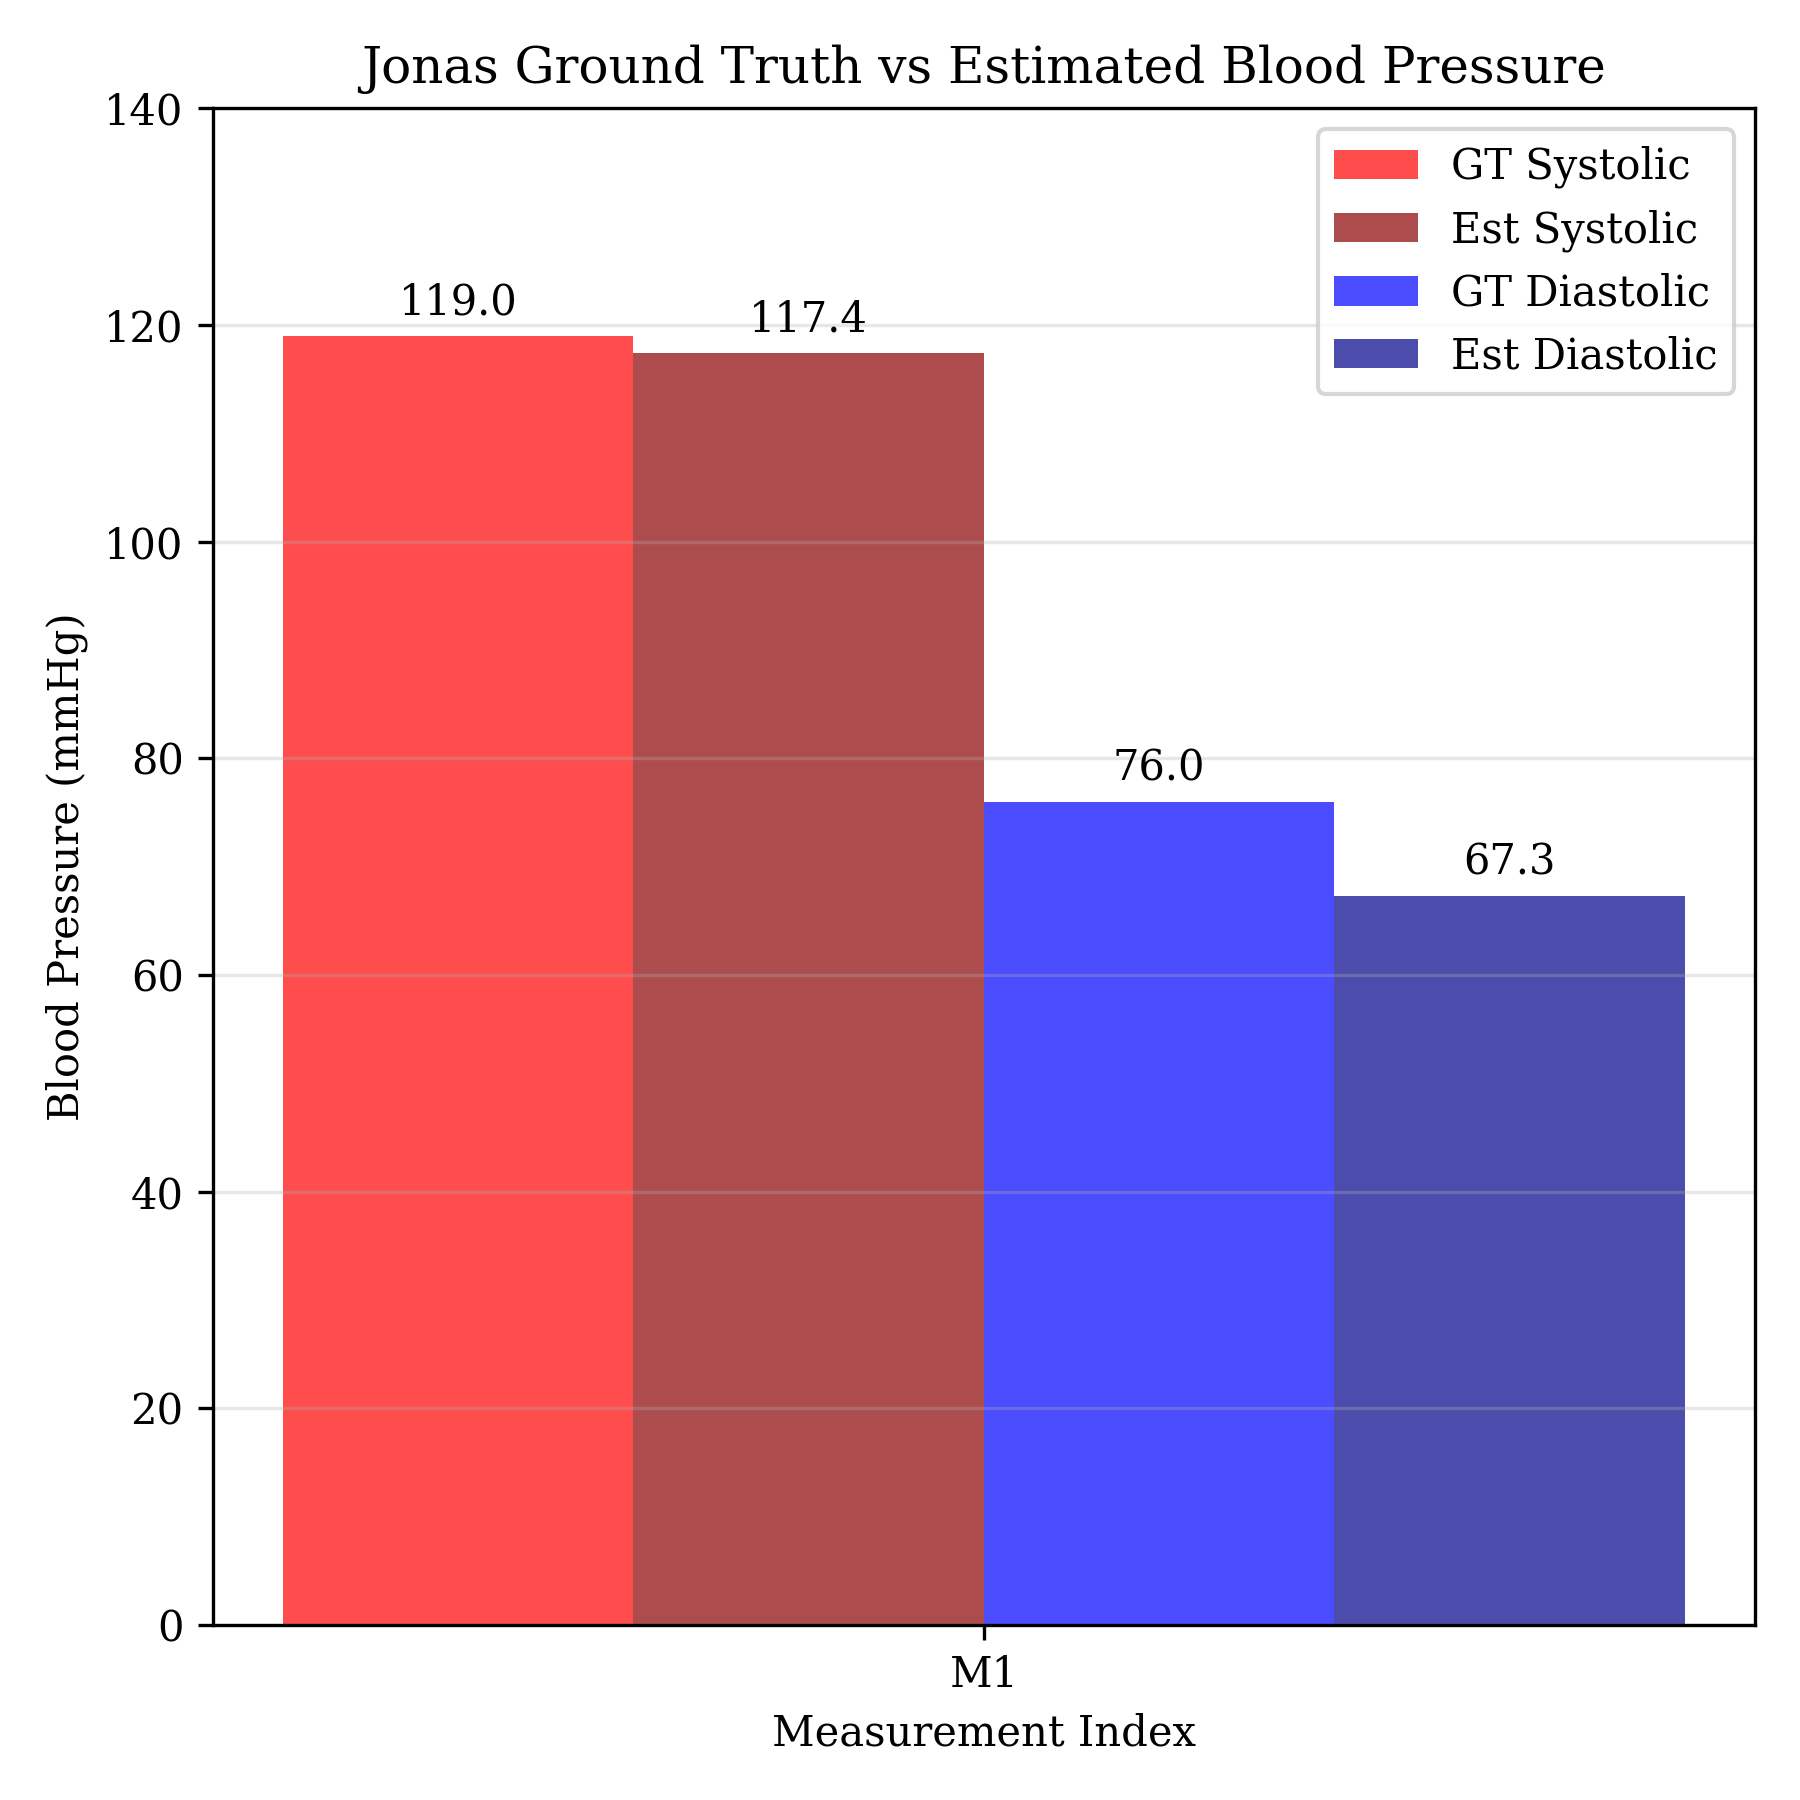 Jonas Ground Truth vs Estimated Blood Pressure
140
120
100
80
60
40
20
0
Blood Pressure (mmHg)
119.0
117.4
76.0
67.3
GT Systolic
Est Systolic
GT Diastolic
Est Diastolic
M1
Measurement Index